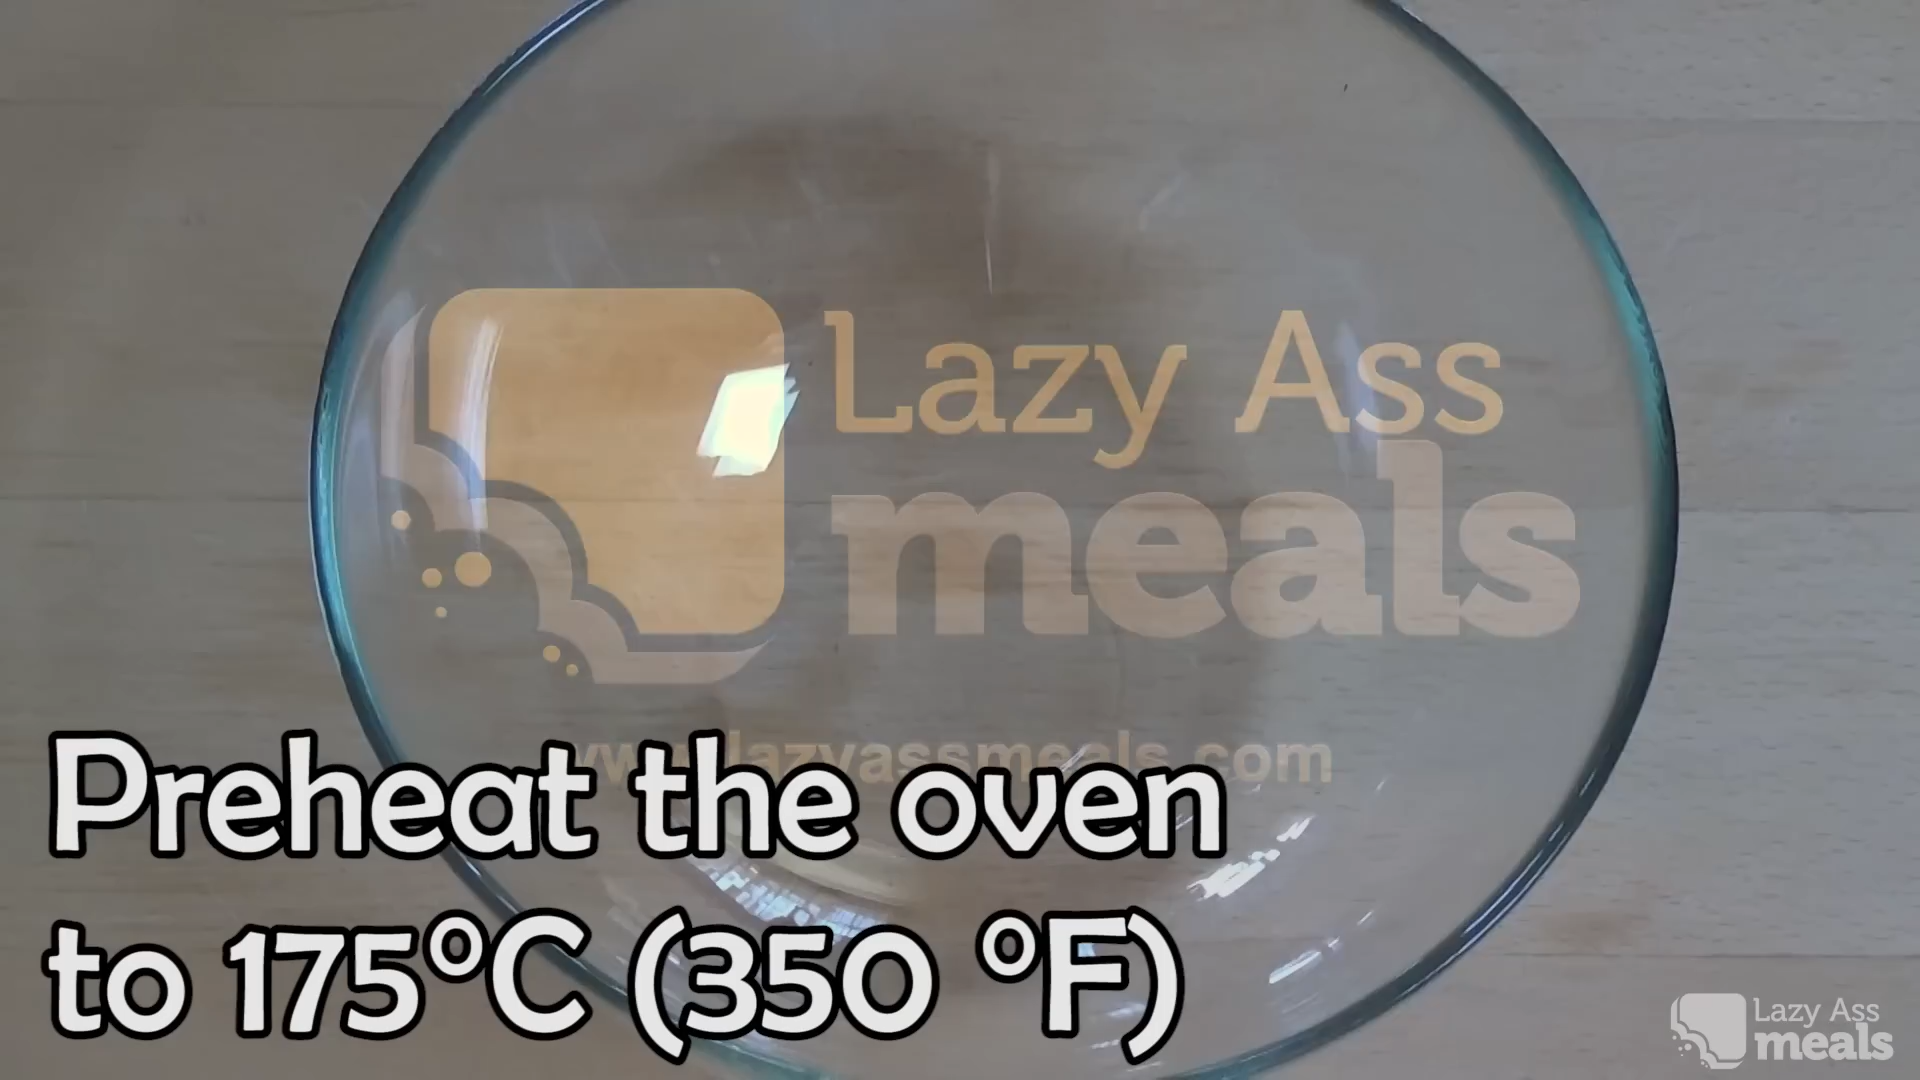 Lazy Ass
meals
www.lazyassmeals.com
Preheat the oven
to 175°C (350 °F)
Lazy Ass
meals